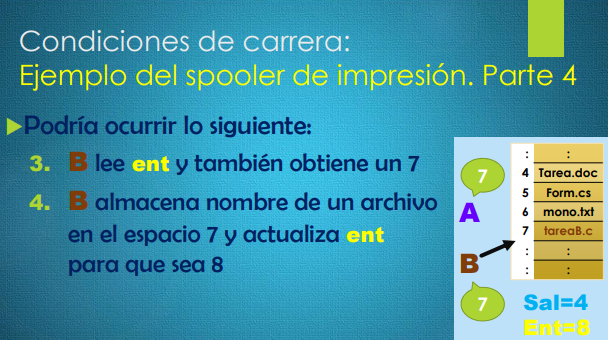 Condiciones de carrera:
Ejemplo del spooler de impresión. Parte 4
Podría ocurrir lo siguiente:
3. B lee ent y también obtiene un 7
4. B almacena nombre de un archivo
en el espacio 7 y actualiza ent
para que sea 8
: :
4 Tarea.doc
5 Form.cs
6 mono.txt
7 tareaB.c
: :
: :
7
A
B
7
Sal=4
Ent=8